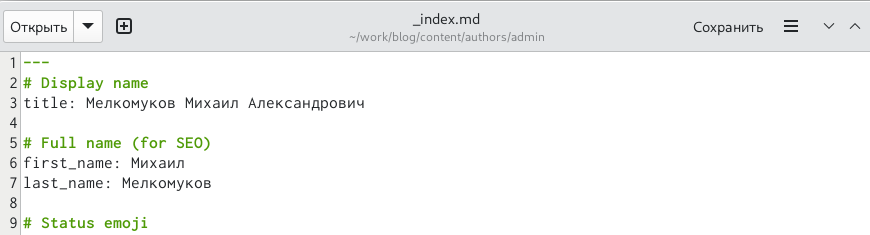 Открыть
_index.md
~/work/blog/content/authors/admin
Сохранить
1 ---
2 # Display name
3 title: Мелкомуков Михаил Александрович
4
5 # Full name (for SEO)
6 first_name: Михаил
7 last_name: Мелкомуков
8
9 # Status emoji